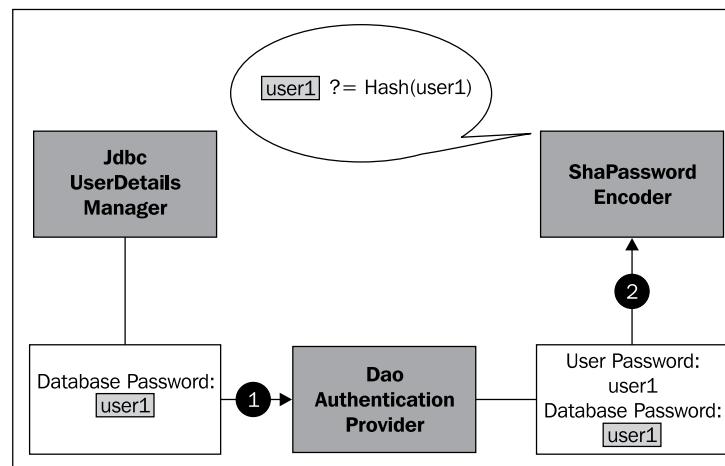 user1 ?= Hash(user1)
Jdbc
UserDetails
Manager
ShaPassword
Encoder
2
Database Password:
user1
1
Dao
Authentication
Provider
User Password:
user1
Database Password:
user1